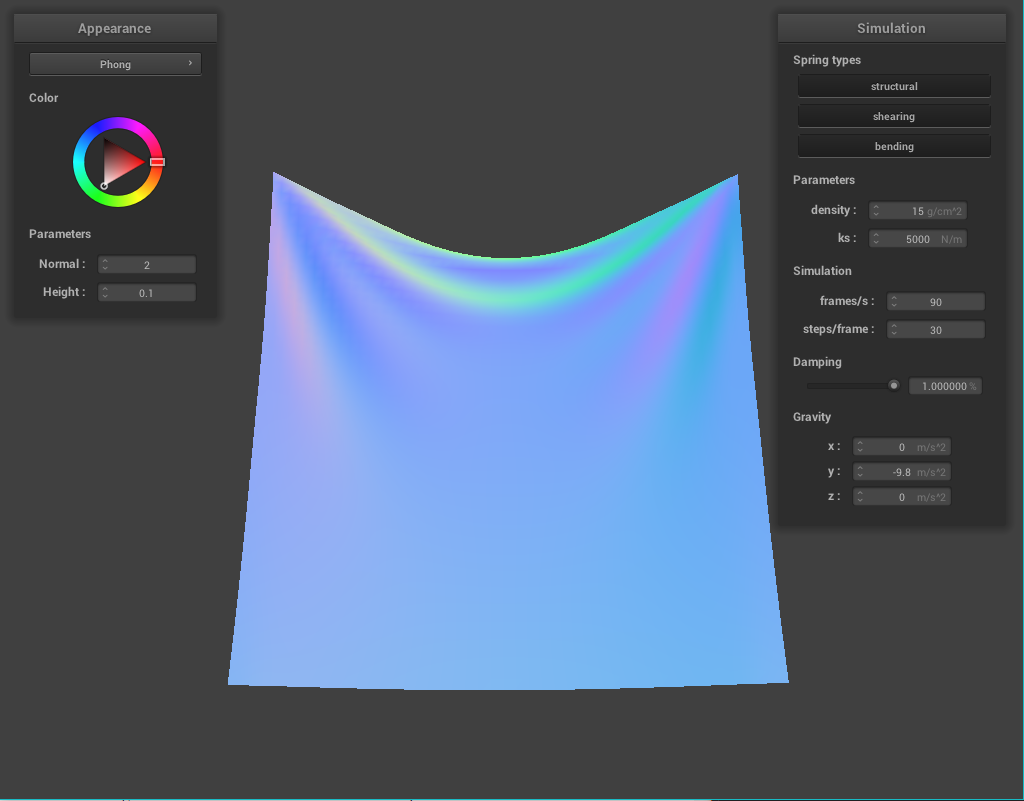 Appearance
Phong ›
Color
Parameters
Normal : 2
Height : 0.1
Simulation
Spring types
structural
shearing
bending
Parameters
density : 15 g/cm^2
ks : 5000 N/m
Simulation
frames/s : 90
steps/frame : 30
Damping
1.000000 %
Gravity
x : 0 m/s^2
y : -9.8 m/s^2
z : 0 m/s^2